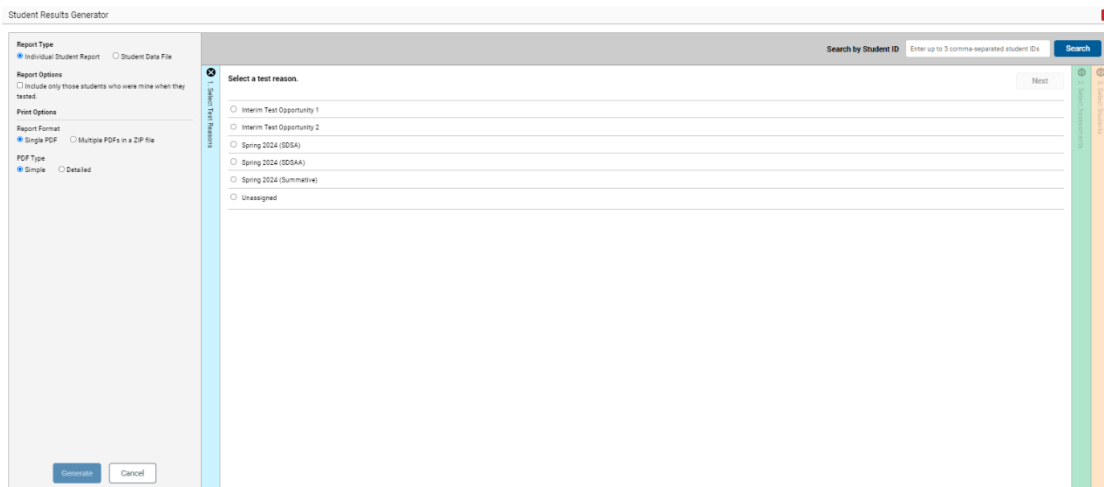 Student Results Generator
Report Type
Individual Student Report
Student Data File
Report Options
Include only those students who were mine when they
tested.
Print Options
Report Format
Single PDF
Multiple PDFs in a ZIP file
PDF Type
Simple
Detailed
Generate
Cancel
Search by Student ID
Enter up to 5 comma-separated student IDs
Search
1. Select Test Reasons
Select a test reason.
Next
Interim Test Opportunity 1
Interim Test Opportunity 2
Spring 2024 (SDSA)
Spring 2024 (SDSAA)
Spring 2024 (Summative)
Unassigned
2. Select Assessments
3. Select Students